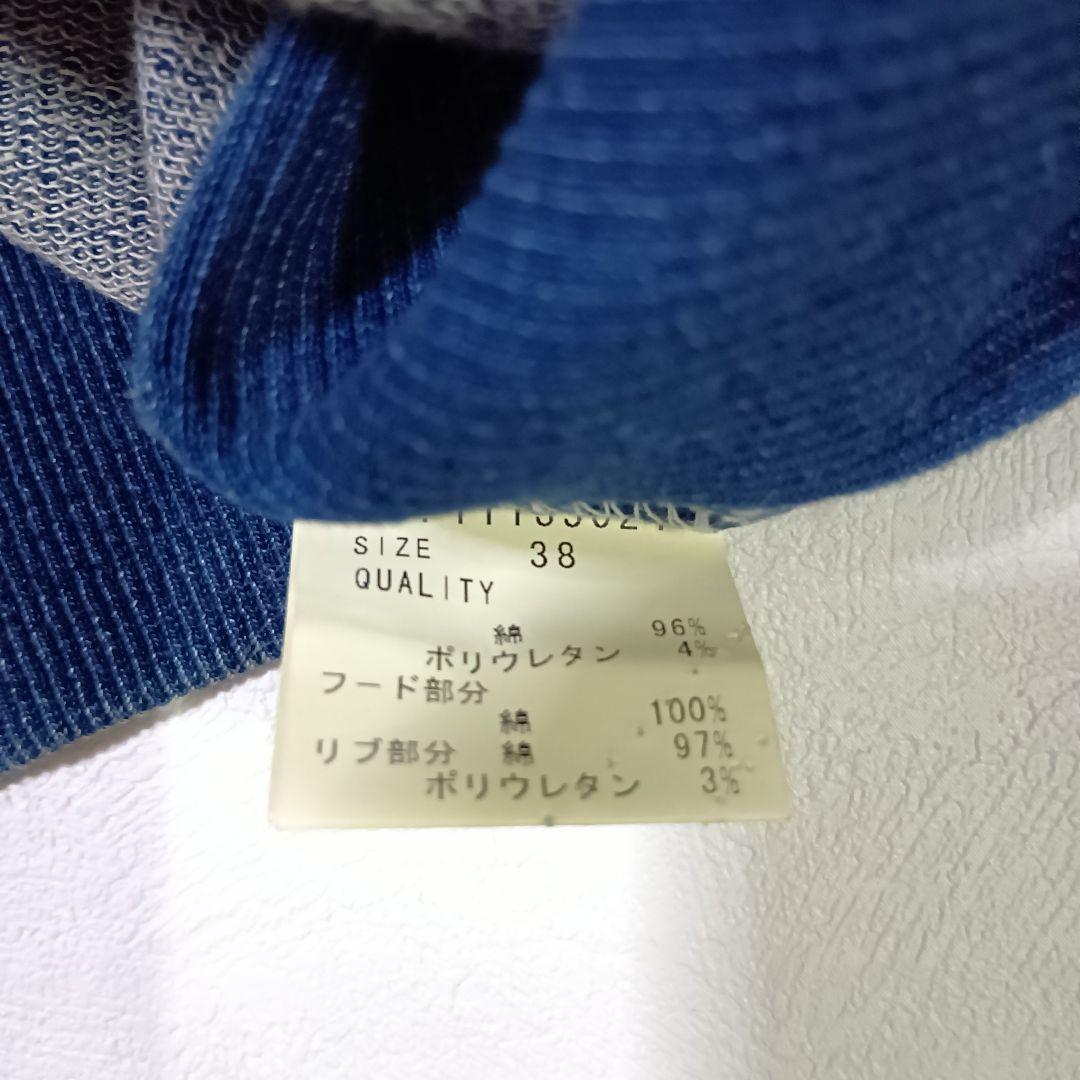 SIZE 38
QUALITY
綿 96%
ポリウレタン 4%
フード部分
綿 100%
リブ部分 綿 97%
ポリウレタン 3%